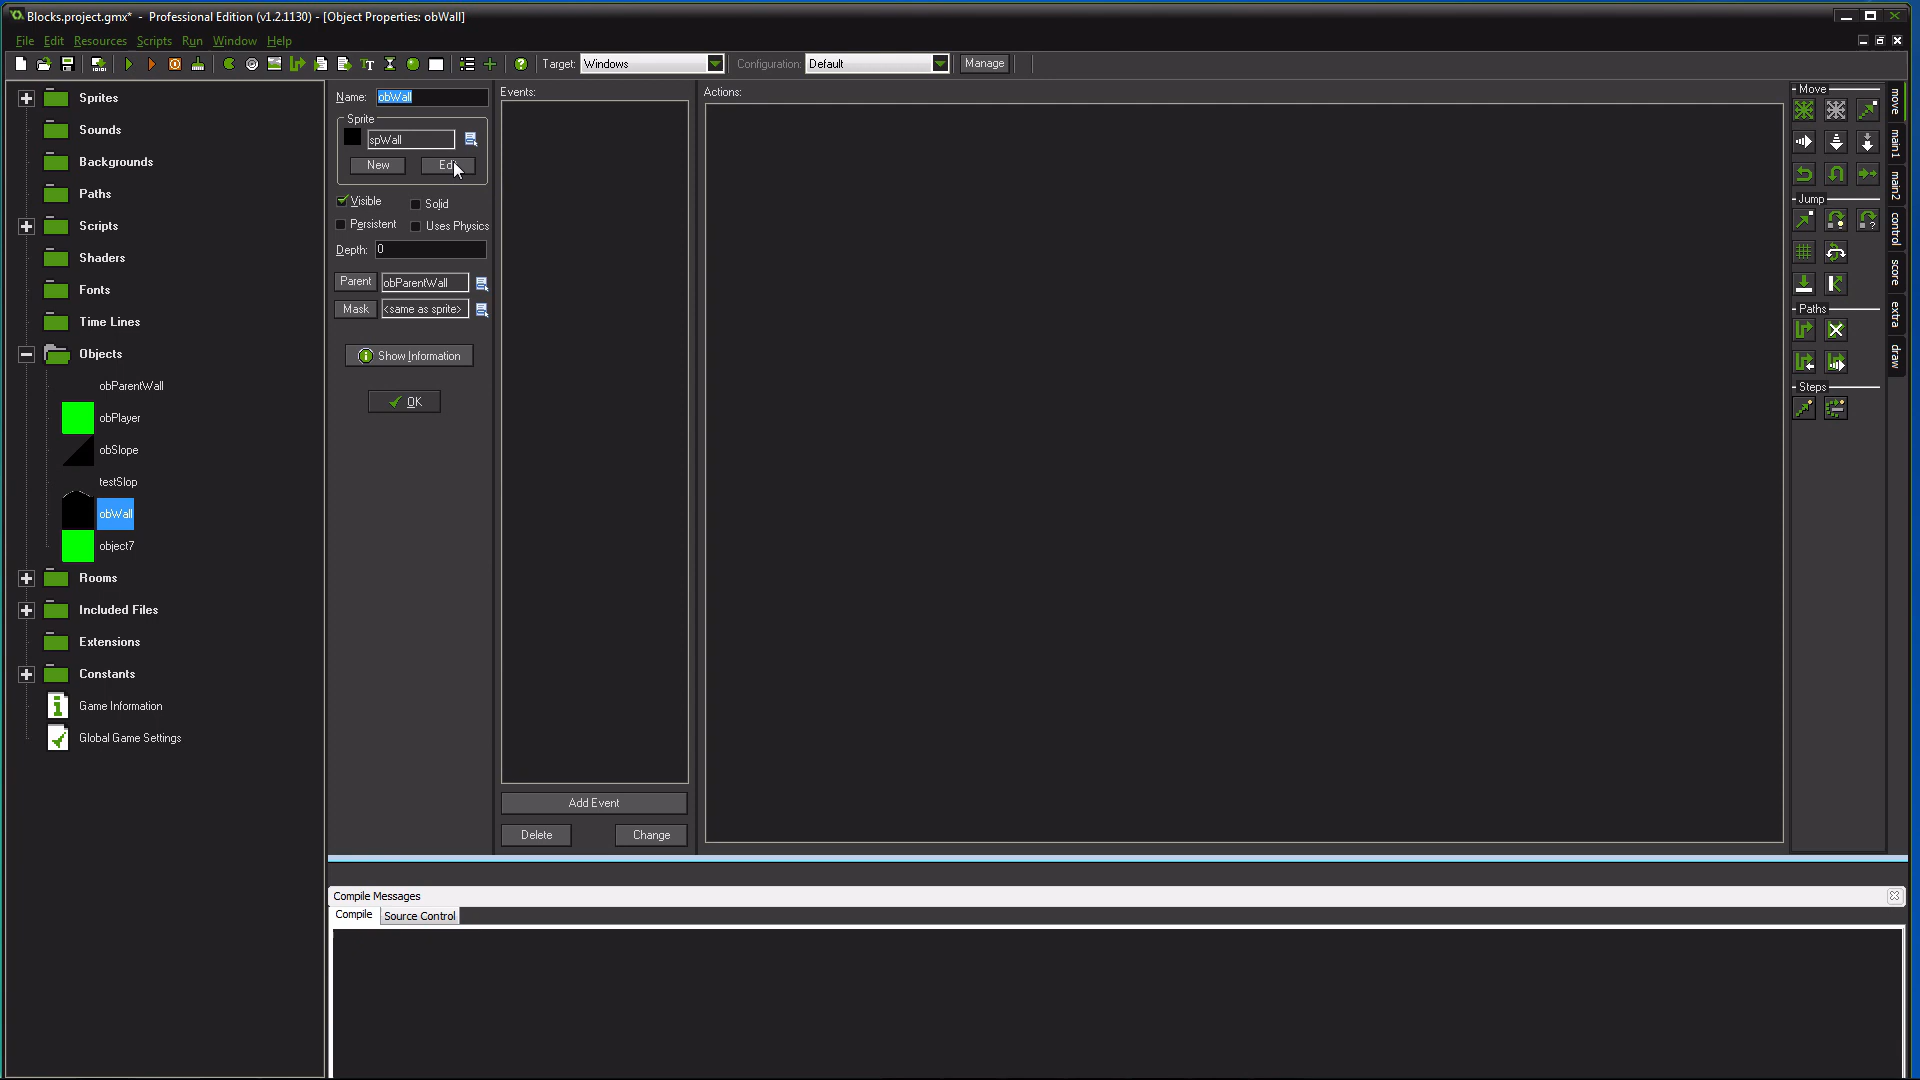 Blocks.project.gmx* - Professional Edition (v1.2.1130) - [Object Properties: obWall]
File Edit Resources Scripts Run Window Help
Target: Windows Configuration: Default Manage
Sprites
Sounds
Backgrounds
Paths
Scripts
Shaders
Fonts
Time Lines
Objects
obParentWall
obPlayer
obSlope
testSlop
obWall
object7
Rooms
Included Files
Extensions
Constants
Game Information
Global Game Settings
Name: obWall
Sprite
spWall
New Edit
Visible Solid
Persistent Uses Physics
Depth: 0
Parent obParentWall
Mask <same as sprite>
Show Information
OK
Events:
Add Event
Delete Change
Actions:
Move
Jump
Paths
Steps
move
main1
main2
control
score
extra
draw
Compile Messages
Compile Source Control